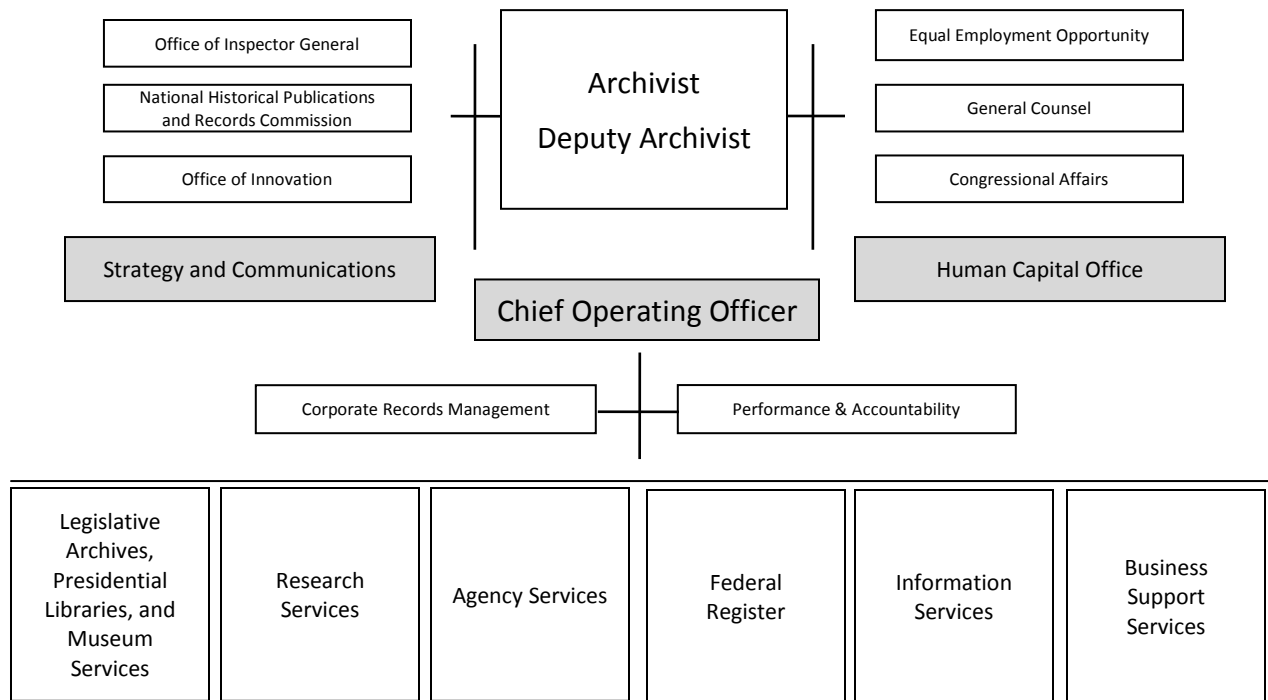 Office of Inspector General
National Historical Publications
and Records Commission
Office of Innovation
Archivist
Deputy Archivist
Equal Employment Opportunity
General Counsel
Congressional Affairs
Strategy and Communications
Human Capital Office
Chief Operating Officer
Corporate Records Management
Performance & Accountability
Legislative
Archives,
Presidential
Libraries, and
Museum
Services
Research
Services
Agency Services
Federal
Register
Information
Services
Business
Support
Services